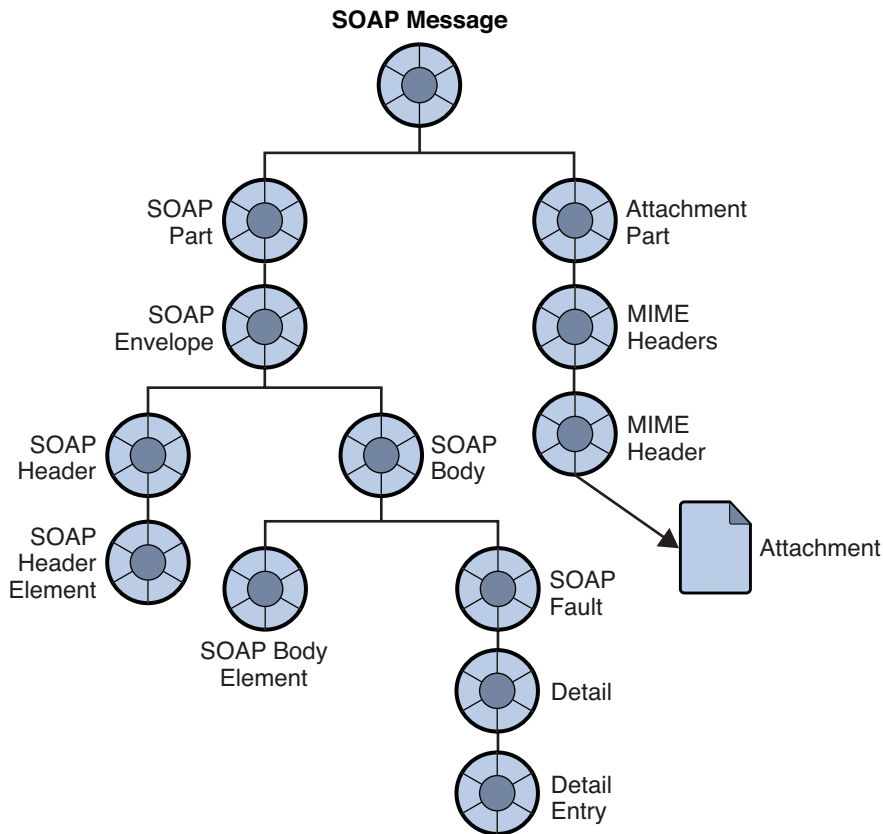 SOAP Message
SOAP
Part
Attachment
Part
SOAP
Envelope
MIME
Headers
SOAP
Header
SOAP
Body
MIME
Header
SOAP
Header
Element
SOAP Body
Element
SOAP
Fault
Attachment
Detail
Detail
Entry